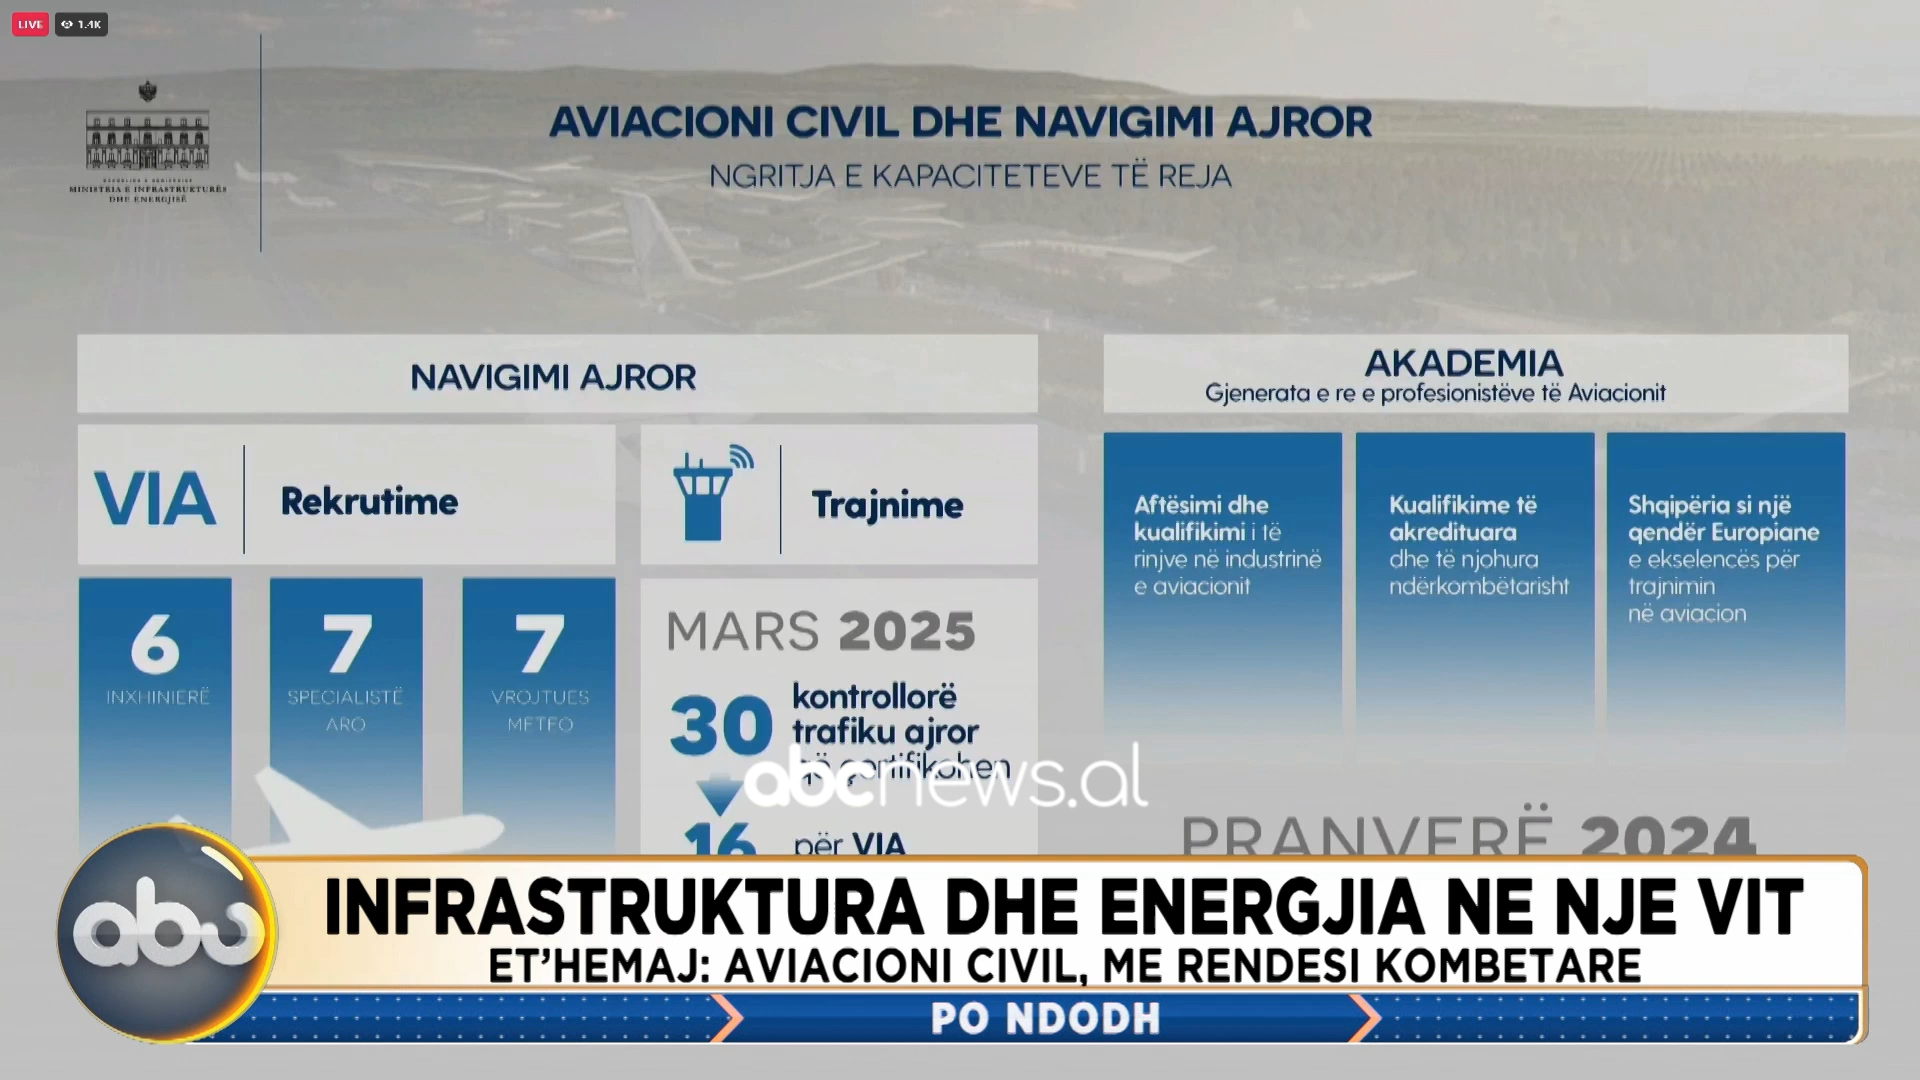 LIVE
1.4K
AVIACIONI CIVIL DHE NAVIGIMI AJROR
NGRITJA E KAPACITETEVE TË REJA
MINISTRIA E INFRASTRUKTURËS
DHE ENERGJISË
NAVIGIMI AJROR
VIA
Rekrutime
Trajnime
6
INXHINIERË
7
SPECIALISTË
ARO
7
VROJTUES
METEO
MARS 2025
30
kontrollorë
trafiku ajror
që certifikohen
16
për VIA
AKADEMIA
Gjenerata e re e profesionistëve të Aviacionit
Aftësimi dhe
kualifikimi i të
rinjve në industrinë
e aviacionit
Kualifikime të
akredituara
dhe të njohura
ndërkombëtarisht
Shqipëria si një
qendër Europiane
e ekselencës për
trajnimin
në aviacion
PRANVERË 2024
abcnews.al
abc
INFRASTRUKTURA DHE ENERGJIA NE NJE VIT
ET'HEMAJ: AVIACIONI CIVIL, ME RENDESI KOMBETARE
PO NDODH